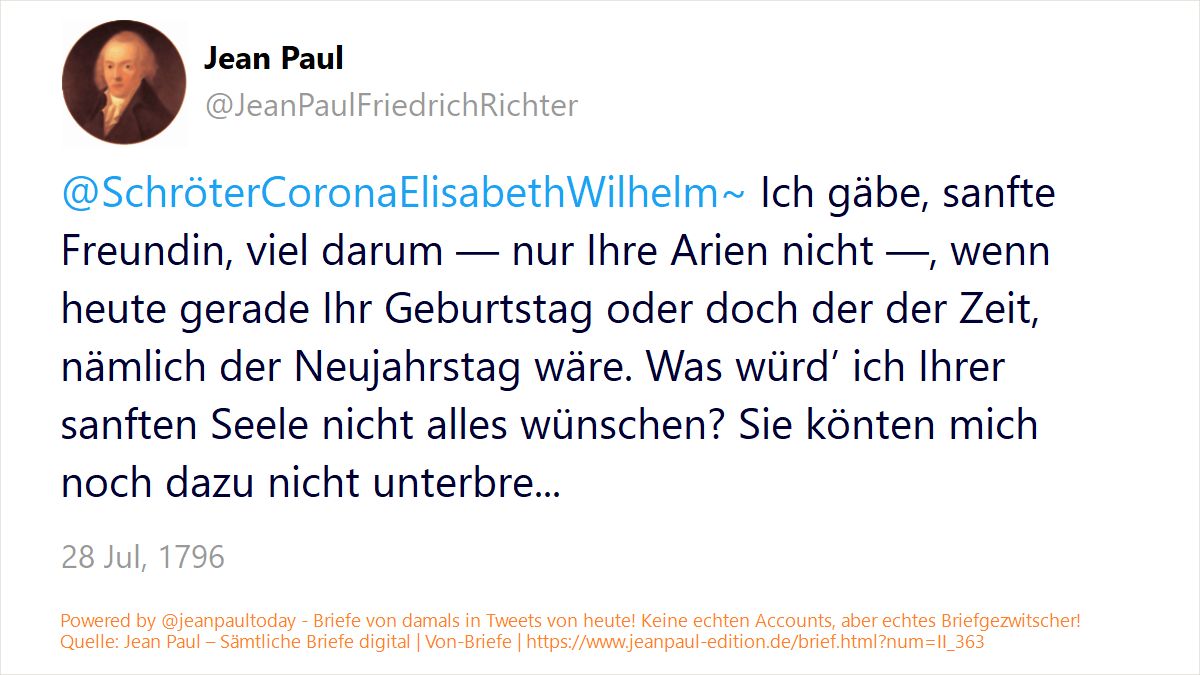 Jean Paul
@JeanPaulFriedrichRichter
@SchröterCoronaElisabethWilhelm~ Ich gäbe, sanfte
Freundin, viel darum — nur Ihre Arien nicht —, wenn
heute gerade Ihr Geburtstag oder doch der der Zeit,
nämlich der Neujahrstag wäre. Was würd’ ich Ihrer
sanften Seele nicht alles wünschen? Sie könten mich
noch dazu nicht unterbre...
28 Jul, 1796
Powered by @jeanpaultoday - Briefe von damals in Tweets von heute! Keine echten Accounts, aber echtes Briefgezwitscher!
Quelle: Jean Paul – Sämtliche Briefe digital | Von-Briefe | https://www.jeanpaul-edition.de/brief.html?num=II_363